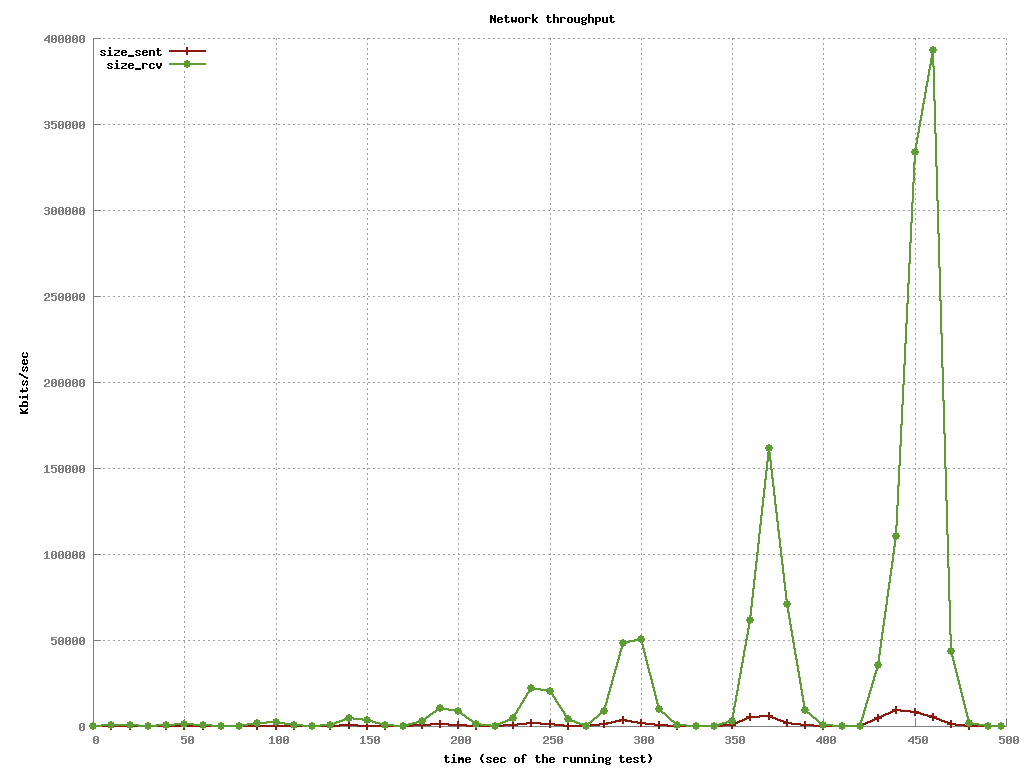 Network throughput
size_sent
size_rcv
400000
350000
300000
250000
200000
150000
100000
50000
0
Kbits/sec
0 50 100 150 200 250 300 350 400 450 500
time (sec of the running test)